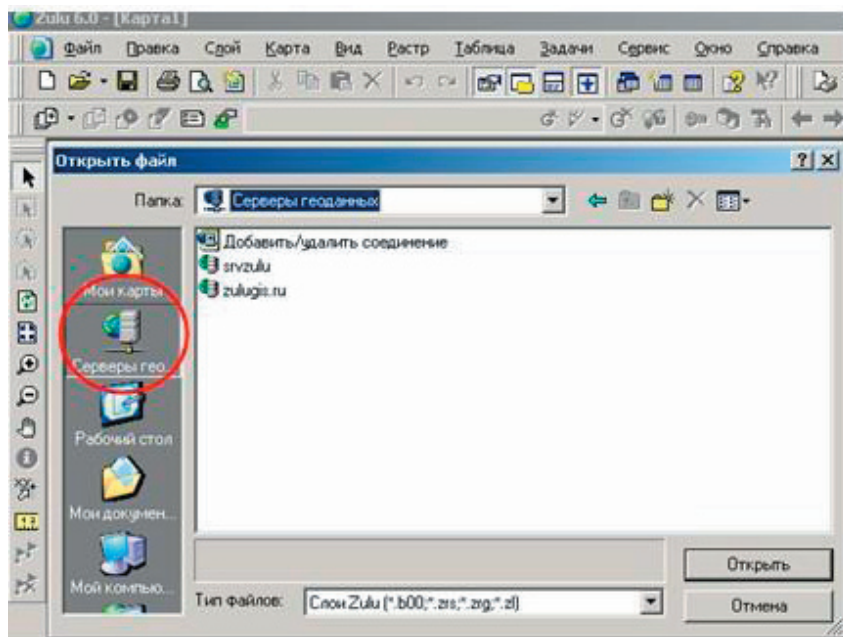 Zulu 6.0 - [Карта1]
Файл Правка Слой Карта Вид Растр Таблица Задачи Сервис Окно Справка
Открыть файл
Папка: Серверы геоданных
Добавить/удалить соединение
srvzulu
zulugis.ru
Мои карты
Серверы гео...
Рабочий стол
Мои докумен...
Мой компью...
Открыть
Тип файлов: Слои Zulu (*.b00;*.zrs;*.zrg;*.zl)
Отмена